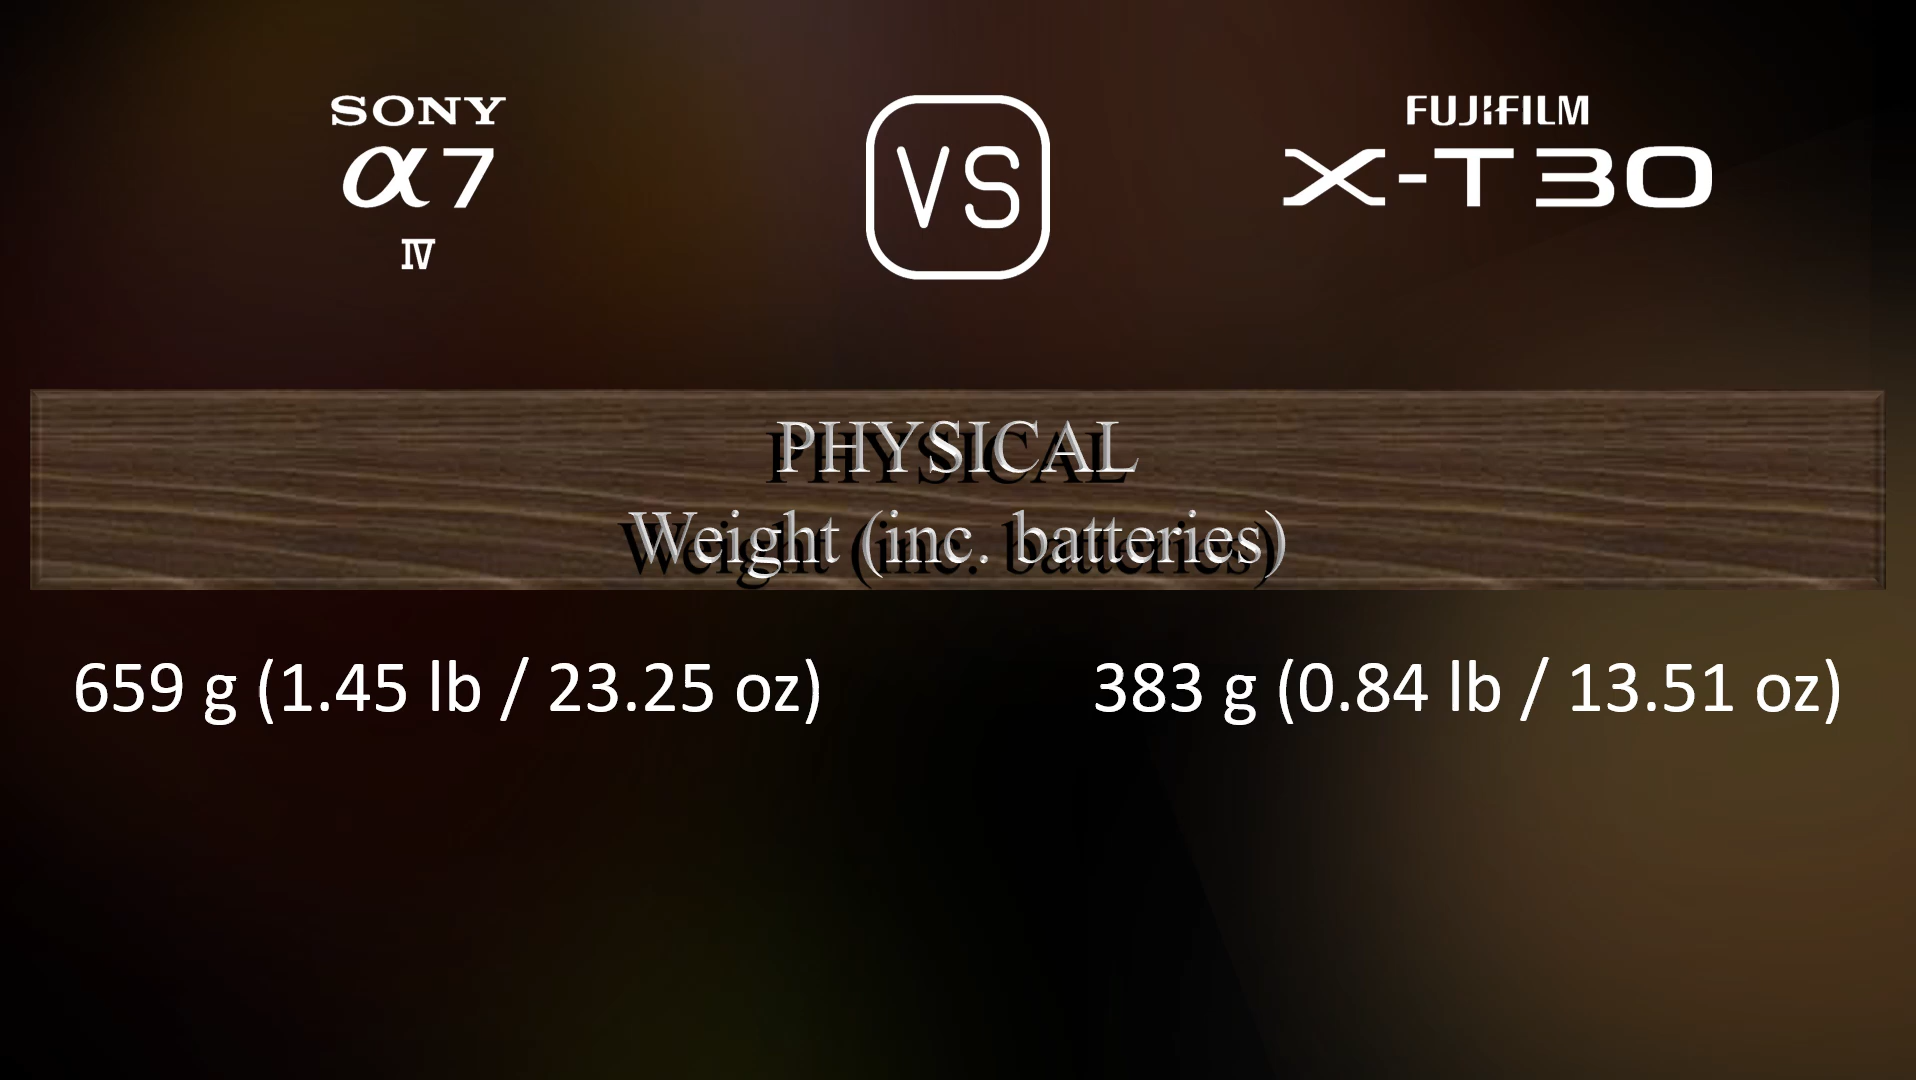 SONY
α7
IV
VS
FUJIFILM
X-T30
PHYSICAL
Weight (inc. batteries)
659 g (1.45 lb / 23.25 oz)
383 g (0.84 lb / 13.51 oz)